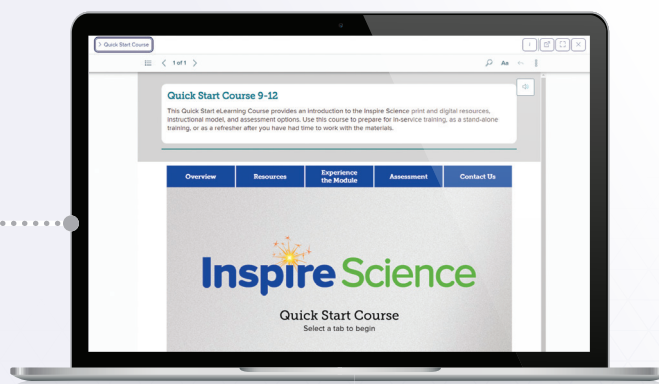 Quick Start Course
1 of 1
Aa
Quick Start Course 9-12
This Quick Start eLearning Course provides an introduction to the Inspire Science print and digital resources,
instructional model, and assessment options. Use this course to prepare for in-service training, as a stand-alone
training, or as a refresher after you have had time to work with the materials.
Overview
Resources
Experience
the Module
Assessment
Contact Us
Inspire Science
Quick Start Course
Select a tab to begin